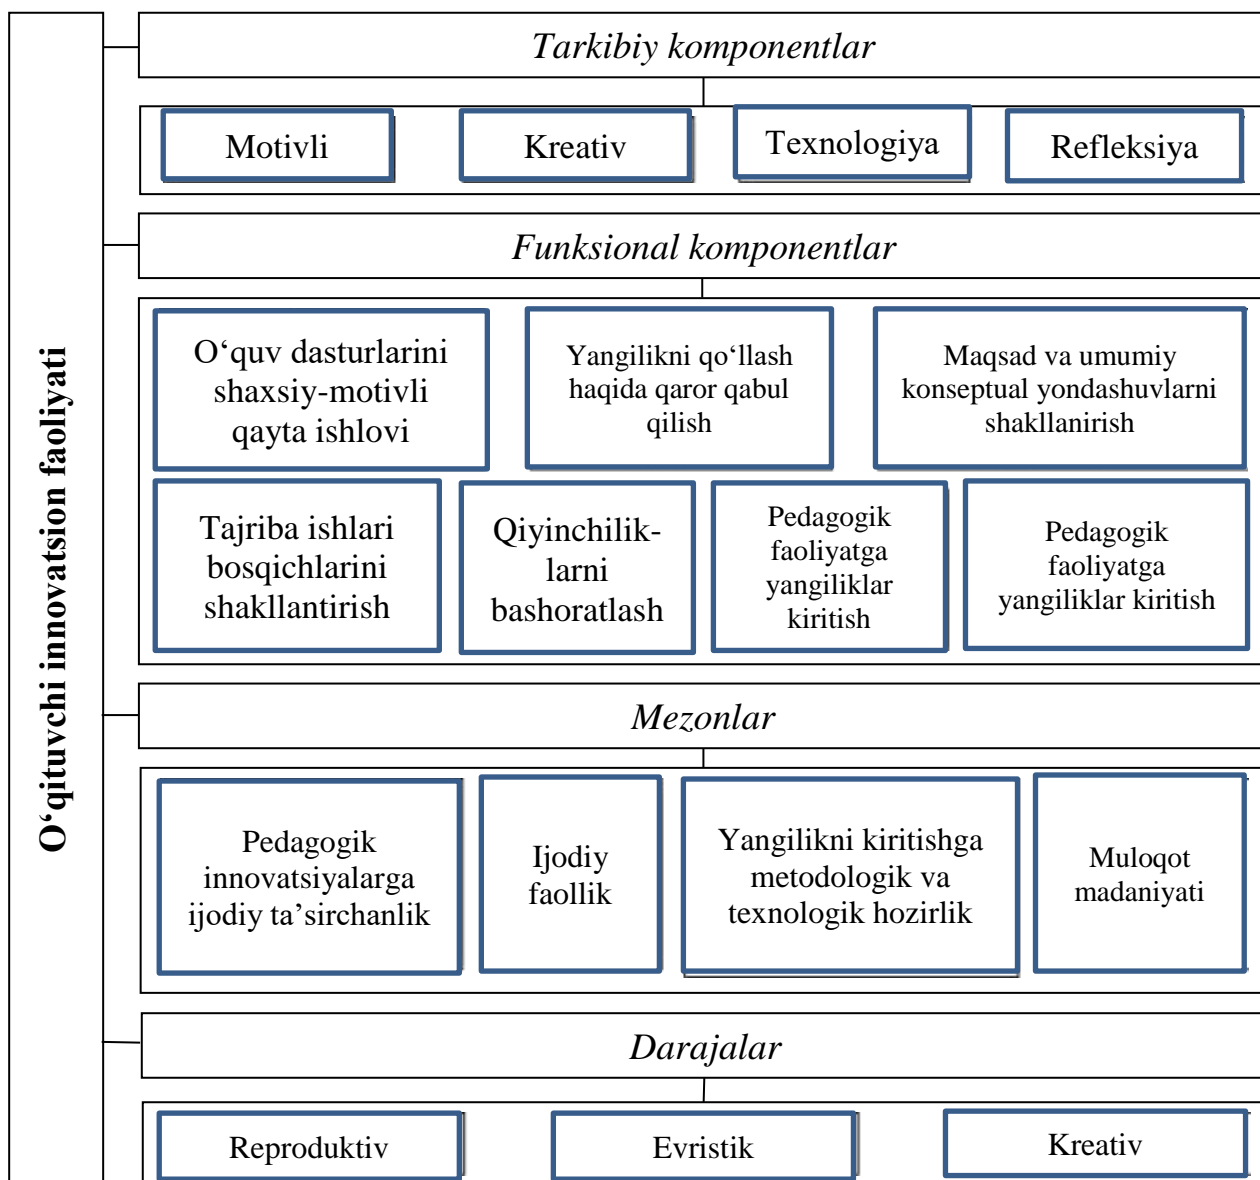 O‘qituvchi innovatsion faoliyati
Tarkibiy komponentlar
Motivli
Kreativ
Texnologiya
Refleksiya
Funksional komponentlar
O‘quv dasturlarini
shaxsiy-motivli
qayta ishlovi
Yangilikni qo‘llash
haqida qaror qabul
qilish
Maqsad va umumiy
konseptual yondashuvlarni
shakllanirish
Tajriba ishlari
bosqichlarini
shakllantirish
Qiyinchilik-
larni
bashoratlash
Pedagogik
faoliyatga
yangiliklar
kiritish
Pedagogik
faoliyatga
yangiliklar kiritish
Mezonlar
Pedagogik
innovatsiyalarga
ijodiy ta’sirchanlik
Ijodiy
faollik
Yangilikni kiritishga
metodologik va
texnologik hozirlik
Muloqot
madaniyati
Darajalar
Reproduktiv
Evristik
Kreativ